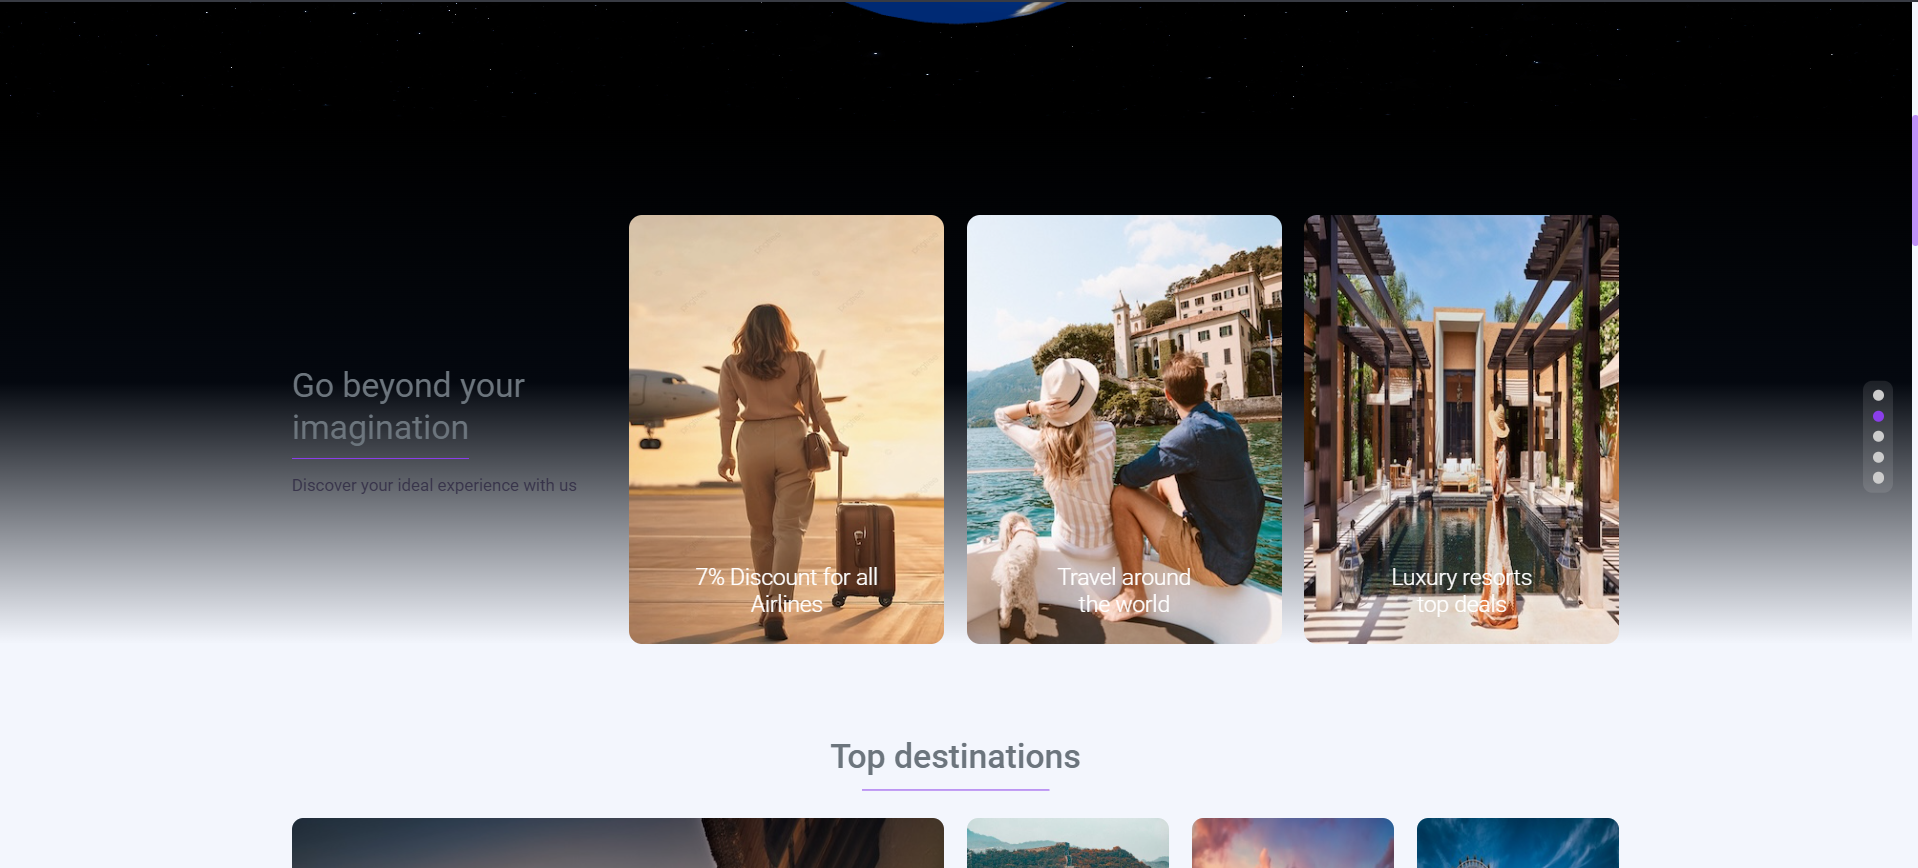 Go beyond your
imagination
Discover your ideal experience with us
7% Discount for all
Airlines
Travel around
the world
Luxury resorts
top deals
Top destinations